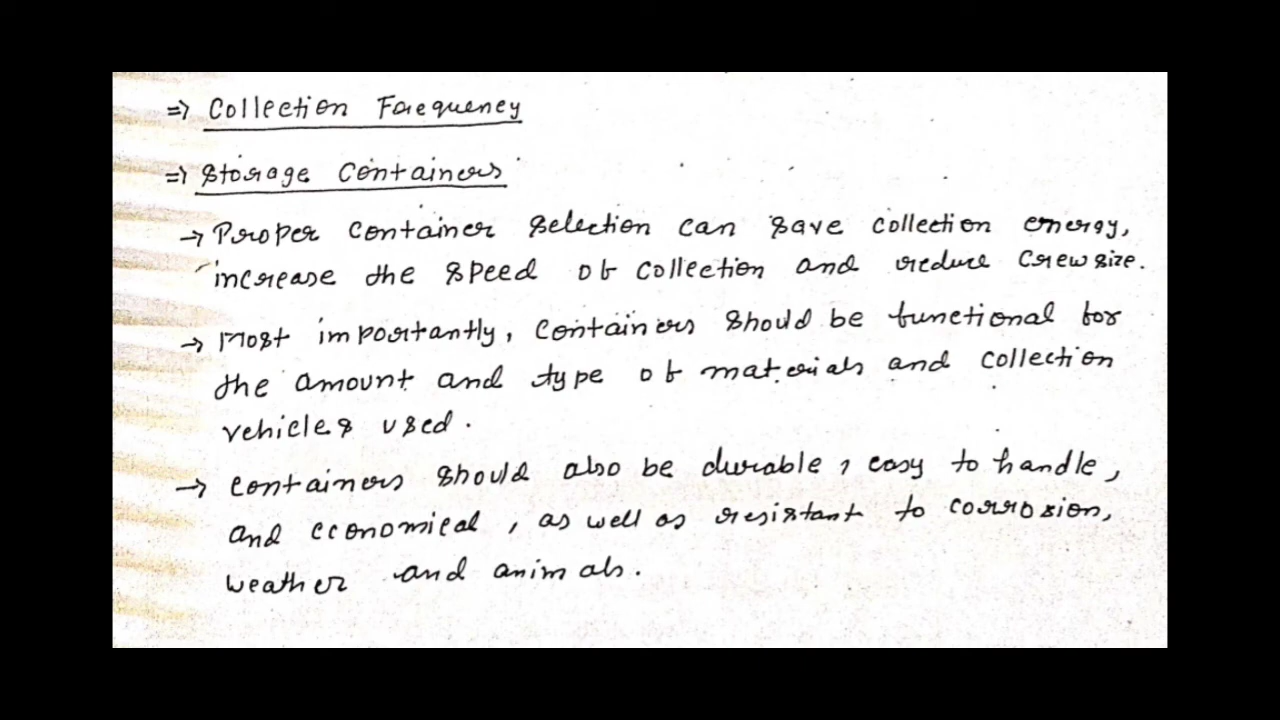 ⇒ Collection Frequency
⇒ Storage Containers
→ Proper container selection can save collection energy,
increase the speed of collection and reduce crew size.
→ Most importantly, containers should be functional for
the amount and type of materials and collection
vehicles used.
→ containers should also be durable, easy to handle,
and economical, as well as resistant to corrosion,
weather and animals.